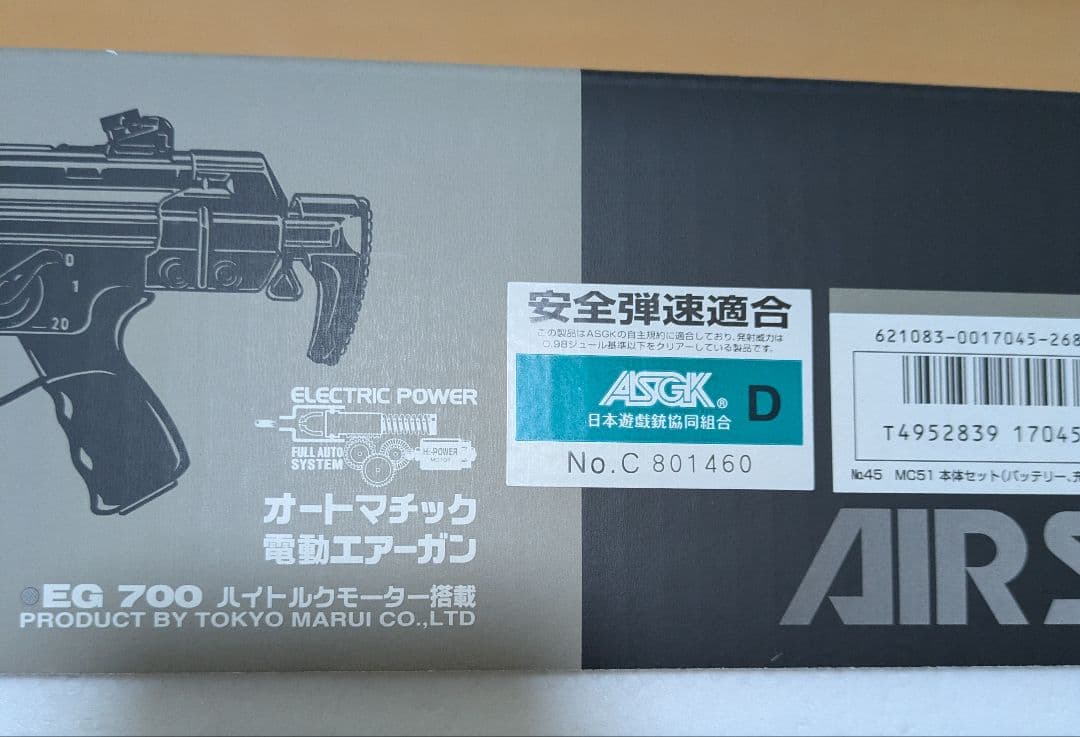 0
1
20
ELECTRIC POWER
FULL AUTO
SYSTEM
Hi-POWER
MOTOR
オートマチック
電動エアーガン
EG 700 ハイトルクモーター搭載
PRODUCT BY TOKYO MARUI CO.,LTD
安全弾速適合
この製品はASGKの自主規約に適合しており、発射威力は
0.98ジュール基準以下をクリアーしている製品です。
ASGK® D
日本遊戯銃協同組合
No.C 801460
621083-0017045-268
T4952839 17045
№45 MC51 本体セット(バッテリー、充
AIR S